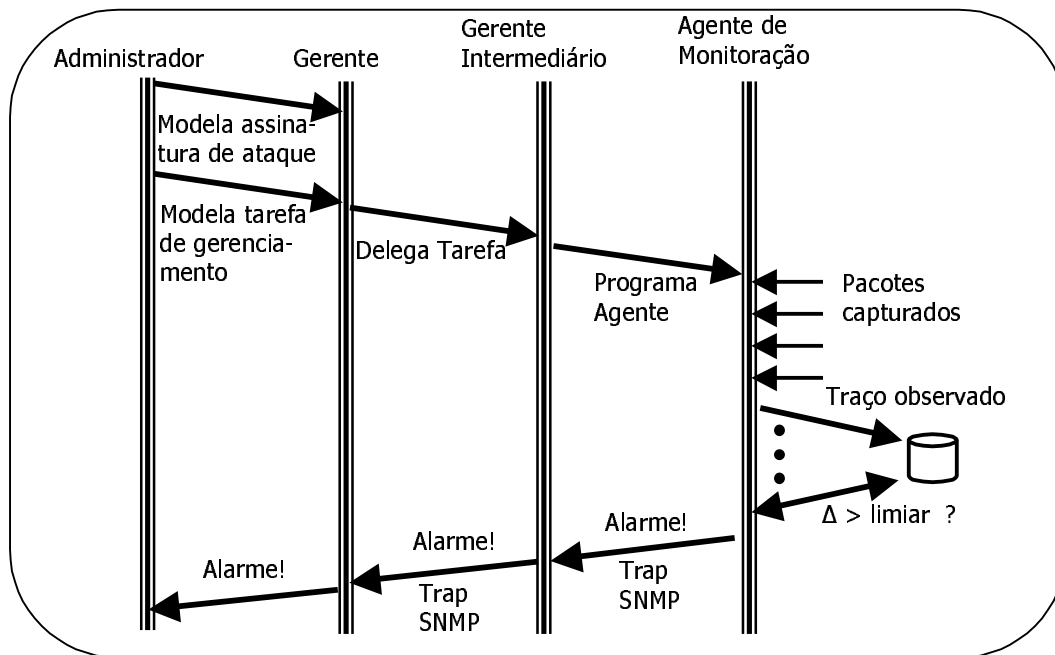 Administrador
Gerente
Gerente
Intermediário
Agente de
Monitoração
Modela assina-
tura de ataque
Modela tarefa
de gerencia-
mento
Delega Tarefa
Programa
Agente
Pacotes
capturados
Traço observado
Δ > limiar ?
Alarme!
Trap
SNMP
Alarme!
Trap
SNMP
Alarme!